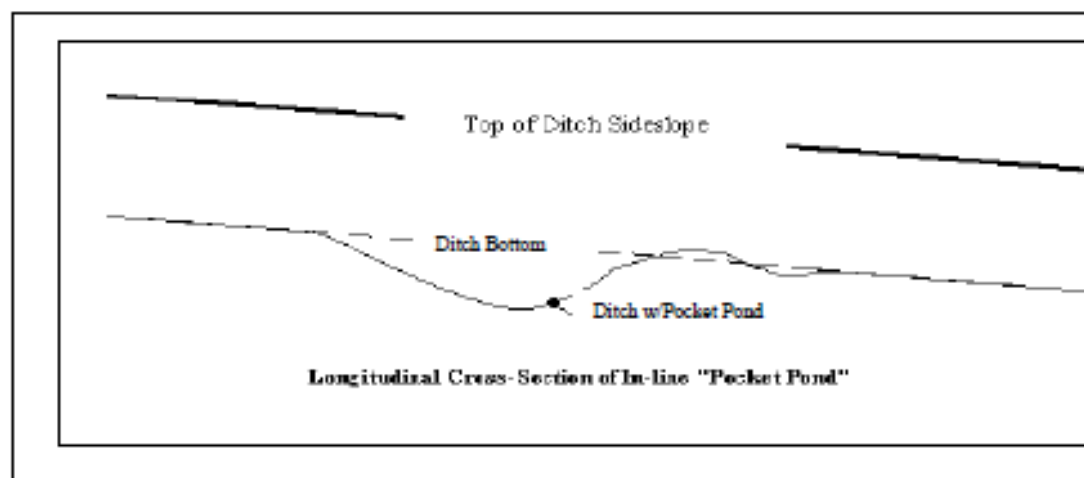 Top of Ditch Sideslope
Ditch Bottom
Ditch w/Pocket Pond
Longitudinal Cross-Section of In-line "Pocket Pond"